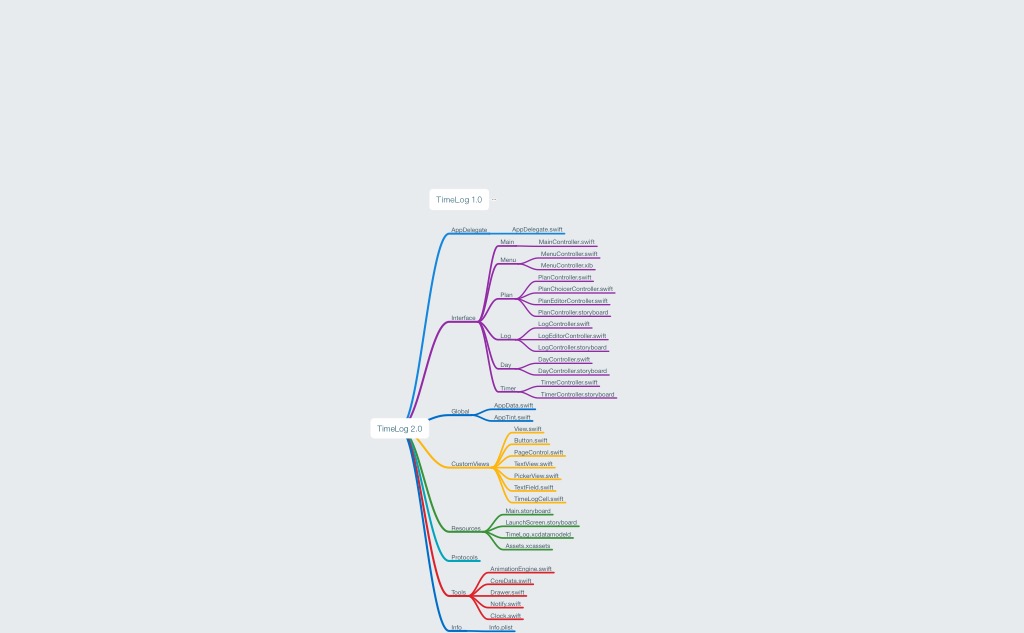 TimeLog 1.0
AppDelegate
AppDelegate.swift
Main
MainController.swift
Menu
MenuController.swift
MenuController.xib
Plan
PlanController.swift
PlanChoicerController.swift
PlanEditorController.swift
PlanController.storyboard
Interface
Log
LogController.swift
LogEditorController.swift
LogController.storyboard
Day
DayController.swift
DayController.storyboard
Timer
TimerController.swift
TimerController.storyboard
Global
AppData.swift
AppTint.swift
TimeLog 2.0
CustomViews
View.swift
Button.swift
PageControl.swift
TextView.swift
PickerView.swift
TextField.swift
TimeLogCell.swift
Resources
Main.storyboard
LaunchScreen.storyboard
TimeLog.xcdatamodeld
Assets.xcassets
Protocols
Tools
AnimationEngine.swift
CoreData.swift
Drawer.swift
Notify.swift
Clock.swift
Info
Info.plist